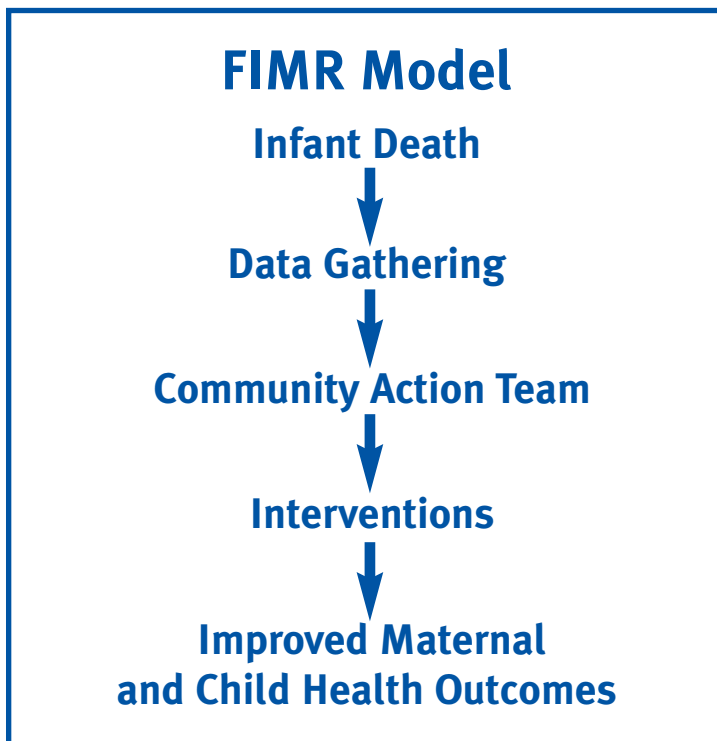 FIMR Model
Infant Death
Data Gathering
Community Action Team
Interventions
Improved Maternal
and Child Health Outcomes